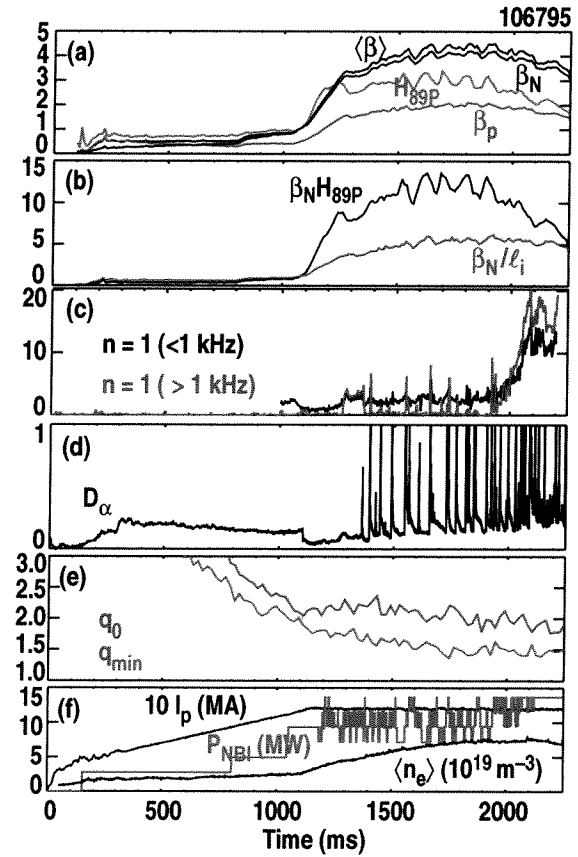 106795
(a)
⟨β⟩
β_N
H_89P
β_p
5
4
3
2
1
0
(b)
β_N H_89P
β_N/ℓ_i
15
10
5
0
(c)
n = 1 (<1 kHz)
n = 1 ( > 1 kHz)
20
10
0
(d)
D_α
1
0
(e)
q_0
q_min
3.0
2.5
2.0
1.5
1.0
(f)
10 I_p (MA)
P_NBI (MW)
⟨n_e⟩ (10^19 m^–3)
15
10
5
0
0 500 1000 1500 2000
Time (ms)